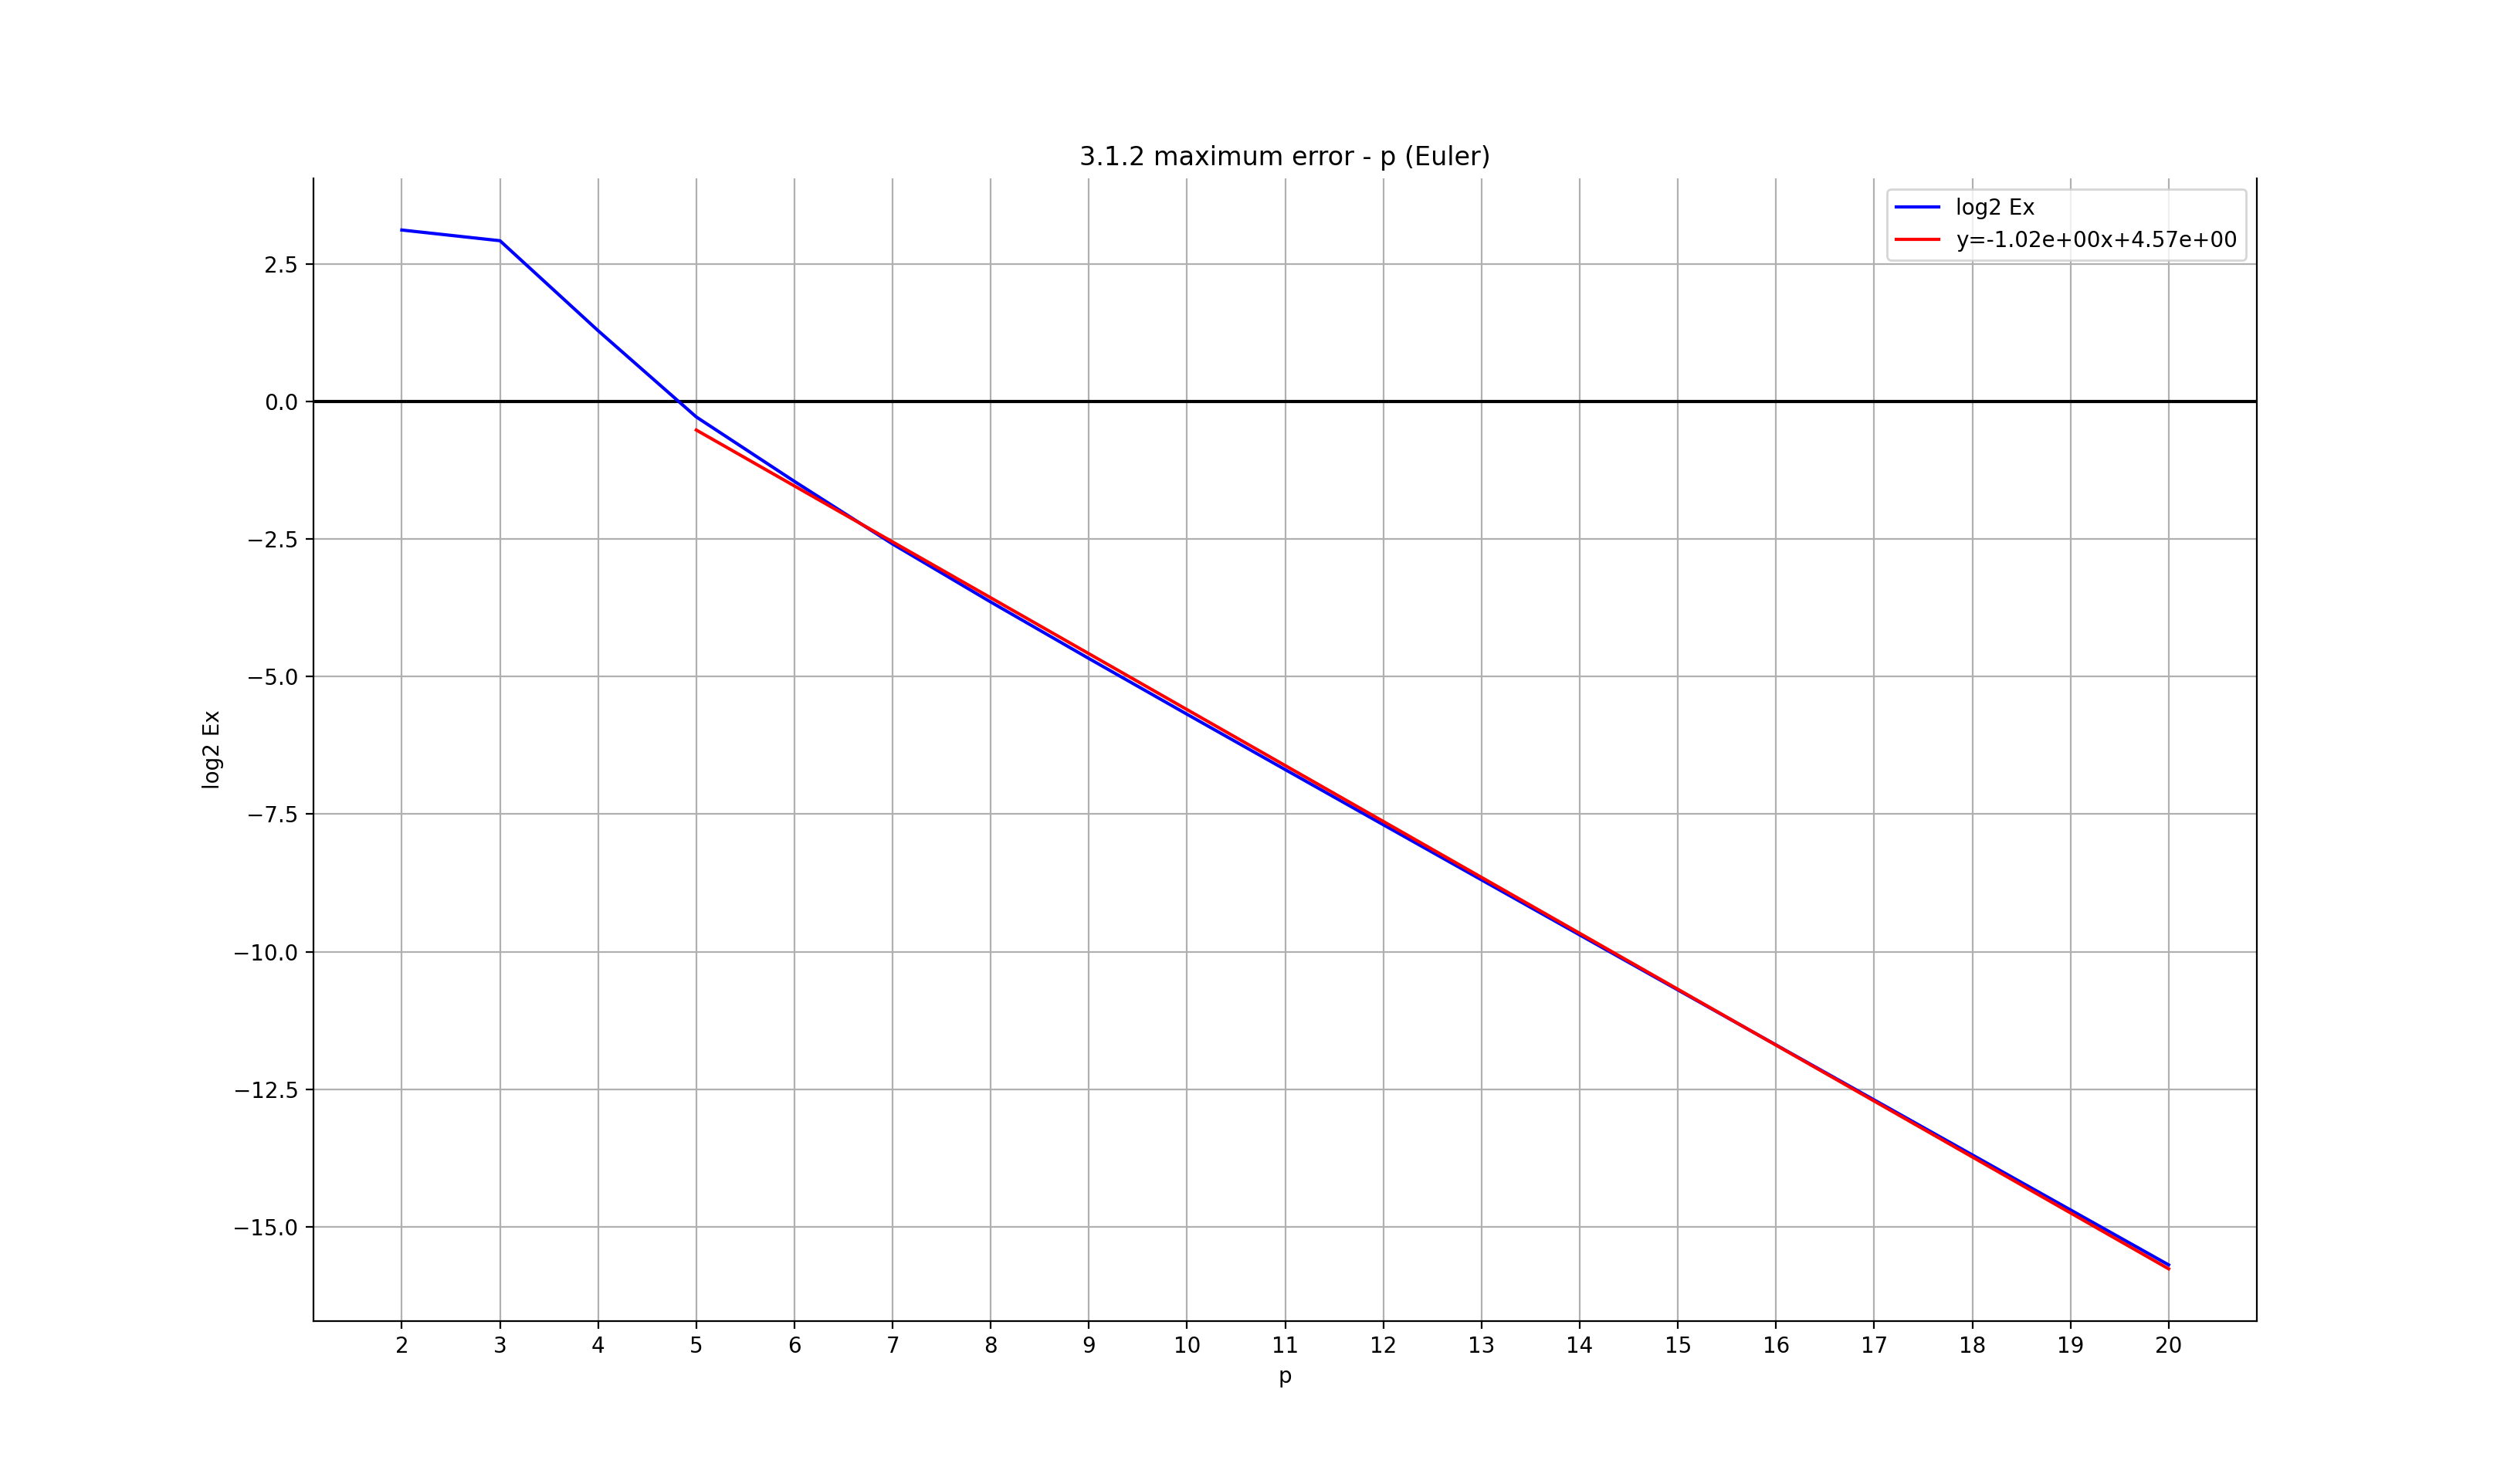 3.1.2 maximum error - p (Euler)
log2 Ex
y=-1.02e+00x+4.57e+00
2.5
0.0
−2.5
−5.0
−7.5
−10.0
−12.5
−15.0
log2 Ex
2 3 4 5 6 7 8 9 10 11 12 13 14 15 16 17 18 19 20
p